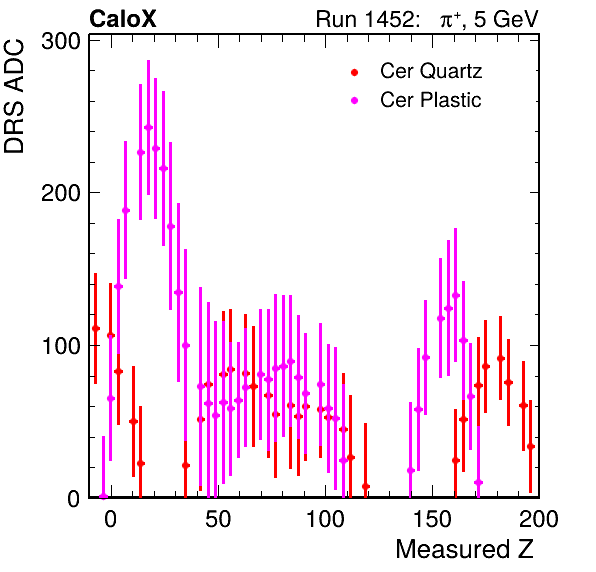 CaloX Run 1452: π⁺, 5 GeV
DRS ADC
Cer Quartz
Cer Plastic
300
200
100
0
0 50 100 150 200
Measured Z